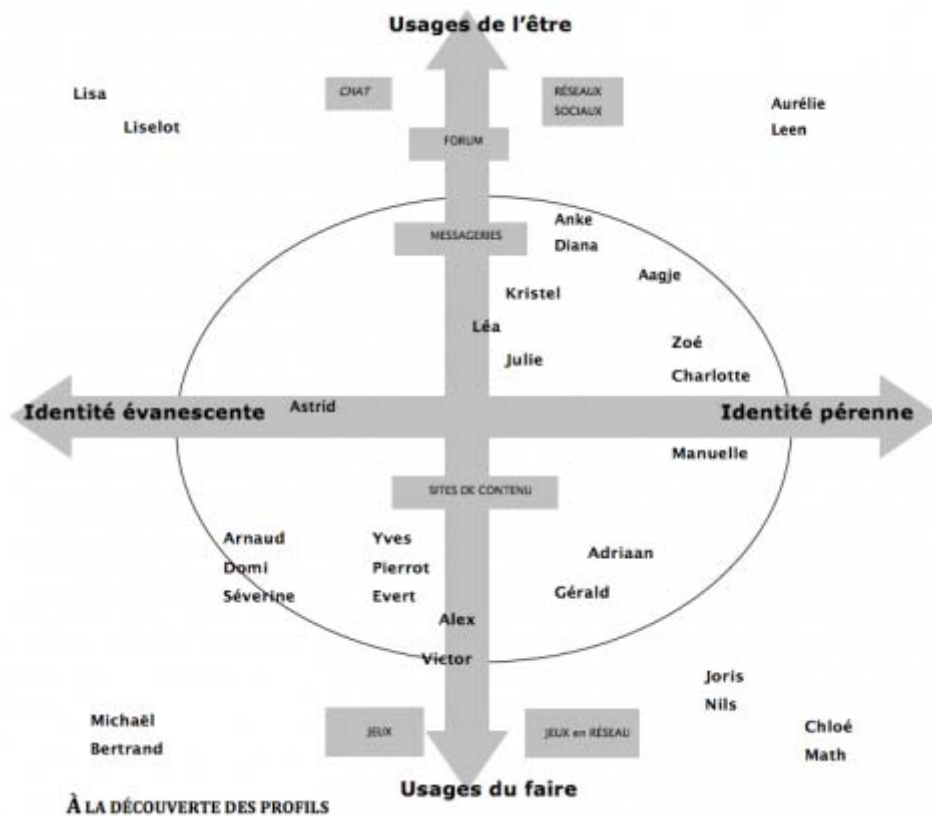 Usages de l'être
CHAT
RÉSEAUX
SOCIAUX
Lisa
Liselot
Aurélie
Leen
FORUM
MESSAGERIES
Anke
Diana
Aagje
Kristel
Léa
Julie
Zoé
Charlotte
Identité évanescente
Astrid
Identité pérenne
Manuelle
SITES DE CONTENU
Arnaud
Domi
Séverine
Yves
Pierrot
Evert
Adriaan
Gérald
Alex
Victor
Joris
Nils
Michaël
Bertrand
JEUX
JEUX en RÉSEAU
Chloé
Math
Usages du faire
À LA DÉCOUVERTE DES PROFILS